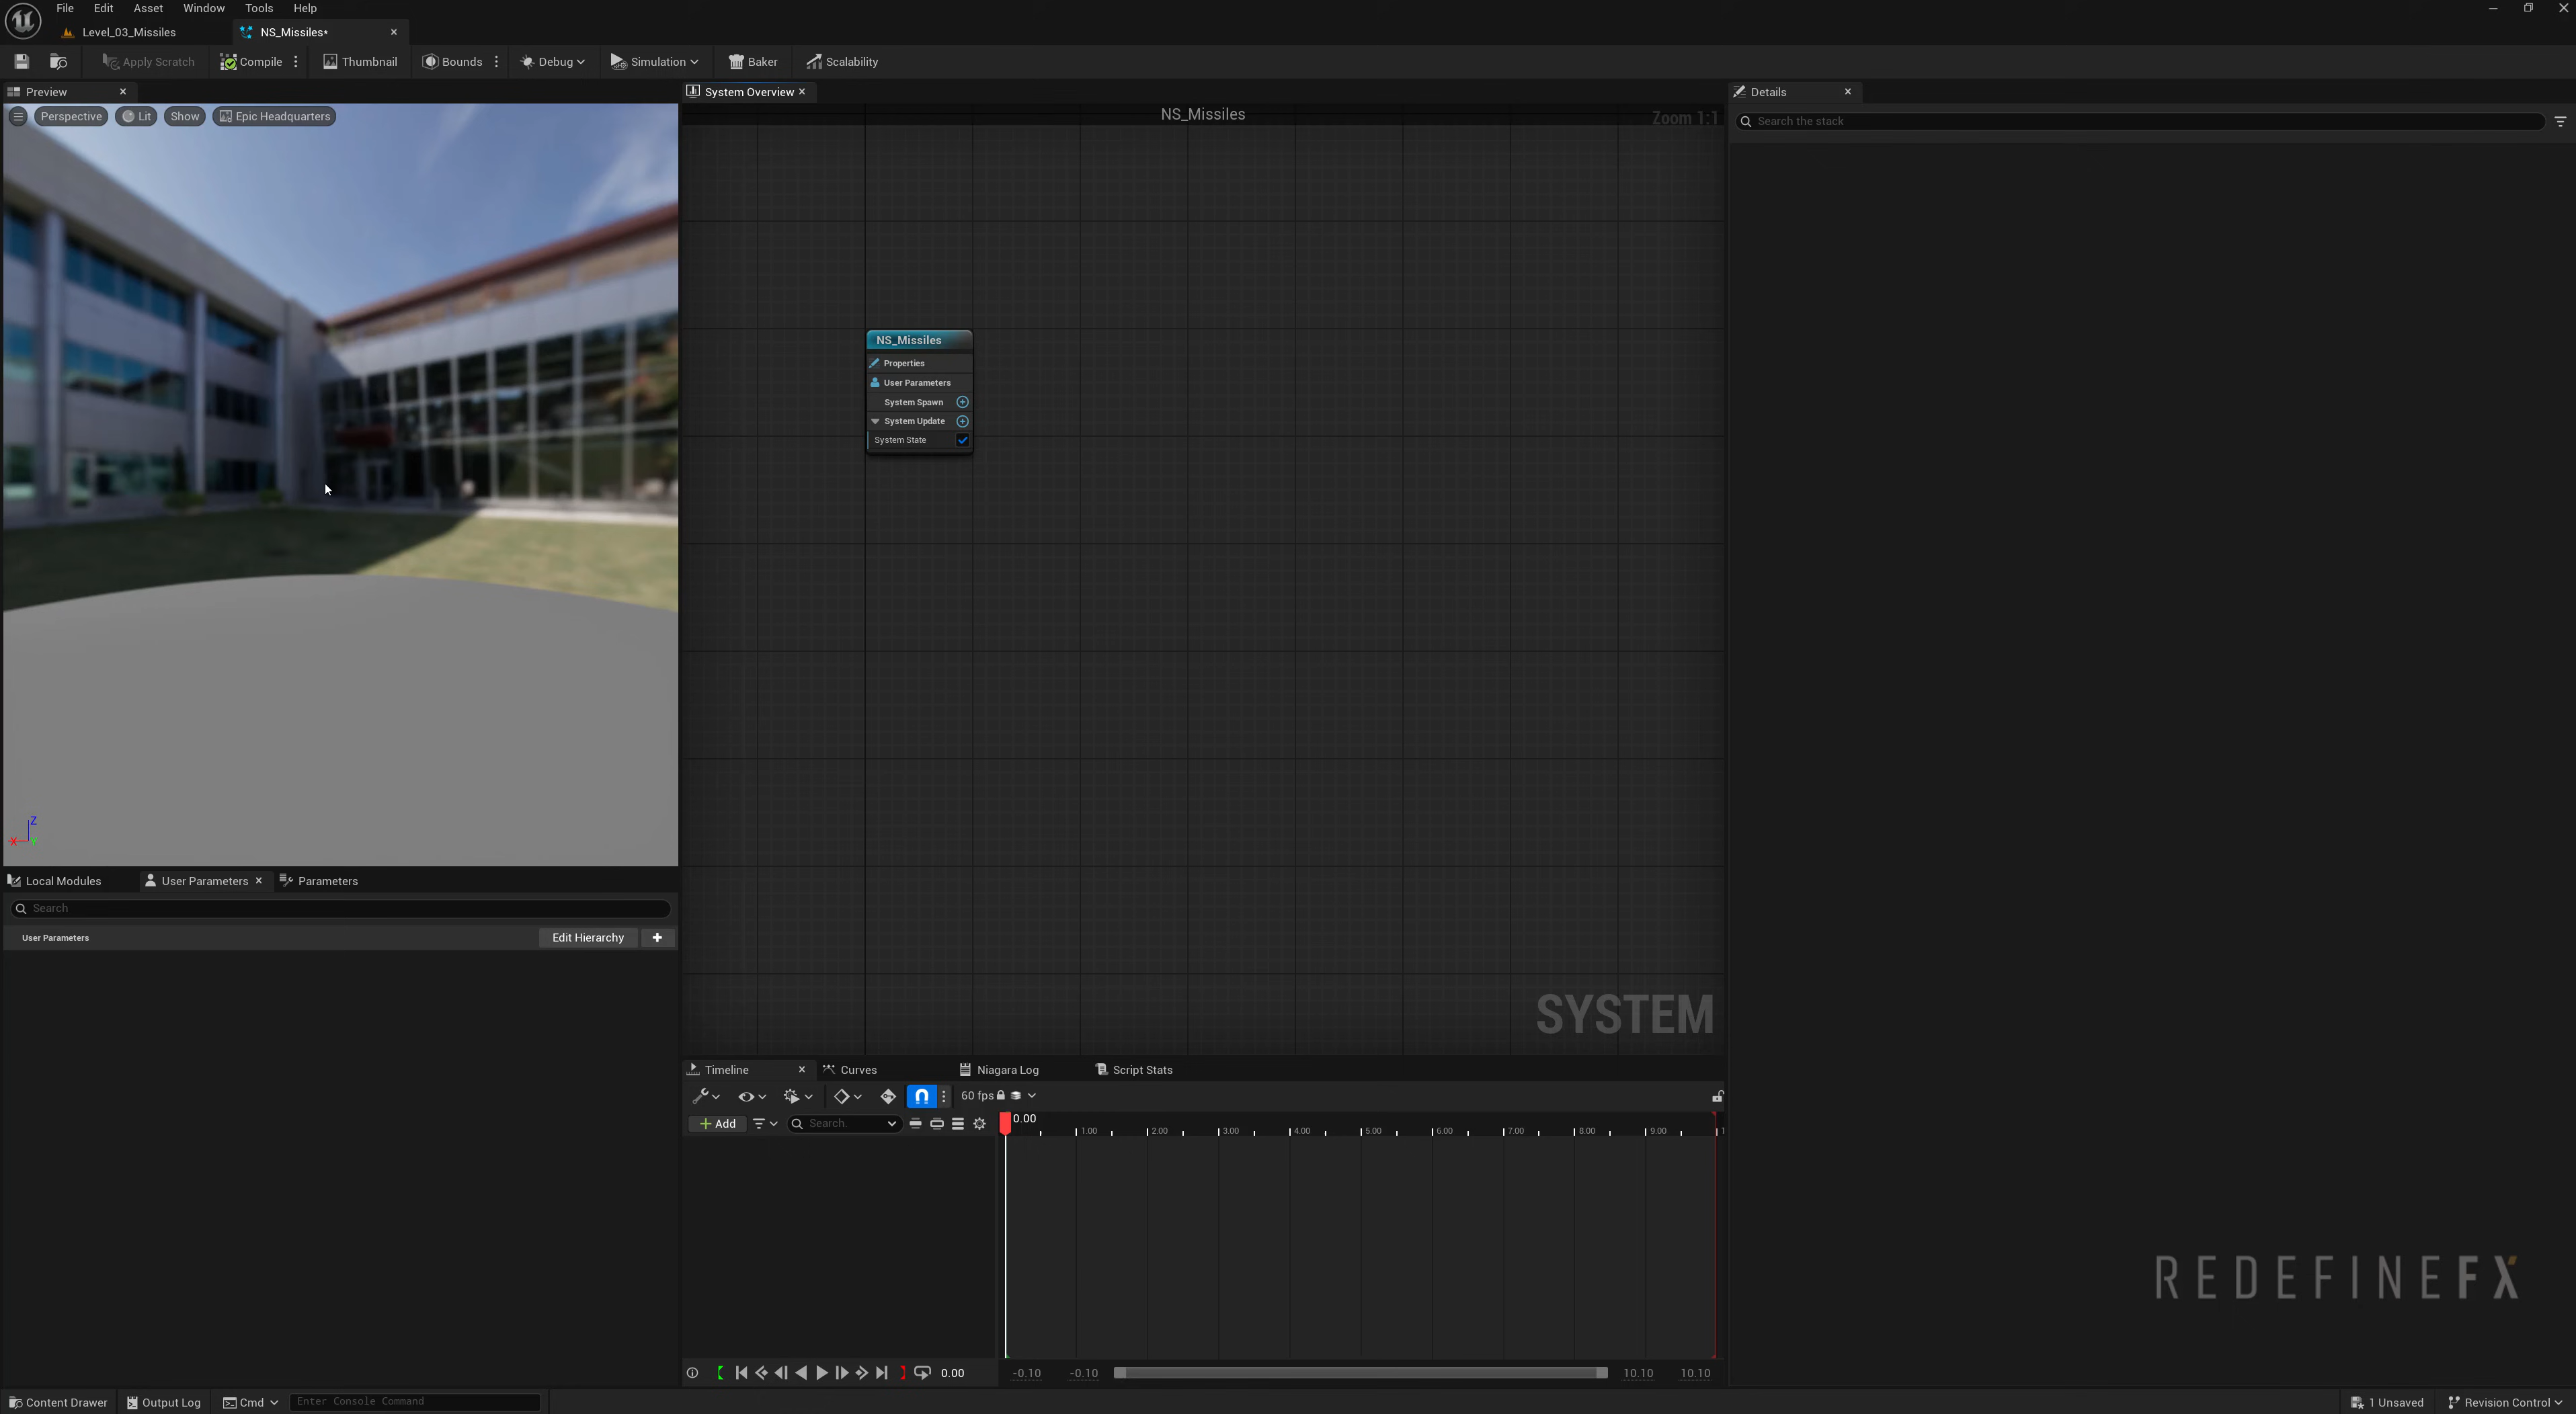 File Edit Asset Window Tools Help
Level_03_Missiles
NS_Missiles*
Apply Scratch
Compile
Thumbnail
Bounds
Debug
Simulation
Baker
Scalability
Preview
Perspective
Lit
Show
Epic Headquarters
Z
X
Y
Local Modules
User Parameters
Parameters
Search
User Parameters
Edit Hierarchy
System Overview
NS_Missiles
Zoom 1:1
NS_Missiles
Properties
User Parameters
System Spawn
System Update
System State
SYSTEM
Timeline
Curves
Niagara Log
Script Stats
60 fps
Add
Search.
0.00
1.00 2.00 3.00 4.00 5.00 6.00 7.00 8.00 9.00 1
0.00
-0.10 -0.10 10.10 10.10
Details
Search the stack
REDEFINEFX
Content Drawer
Output Log
Cmd
Enter Console Command
1 Unsaved
Revision Control